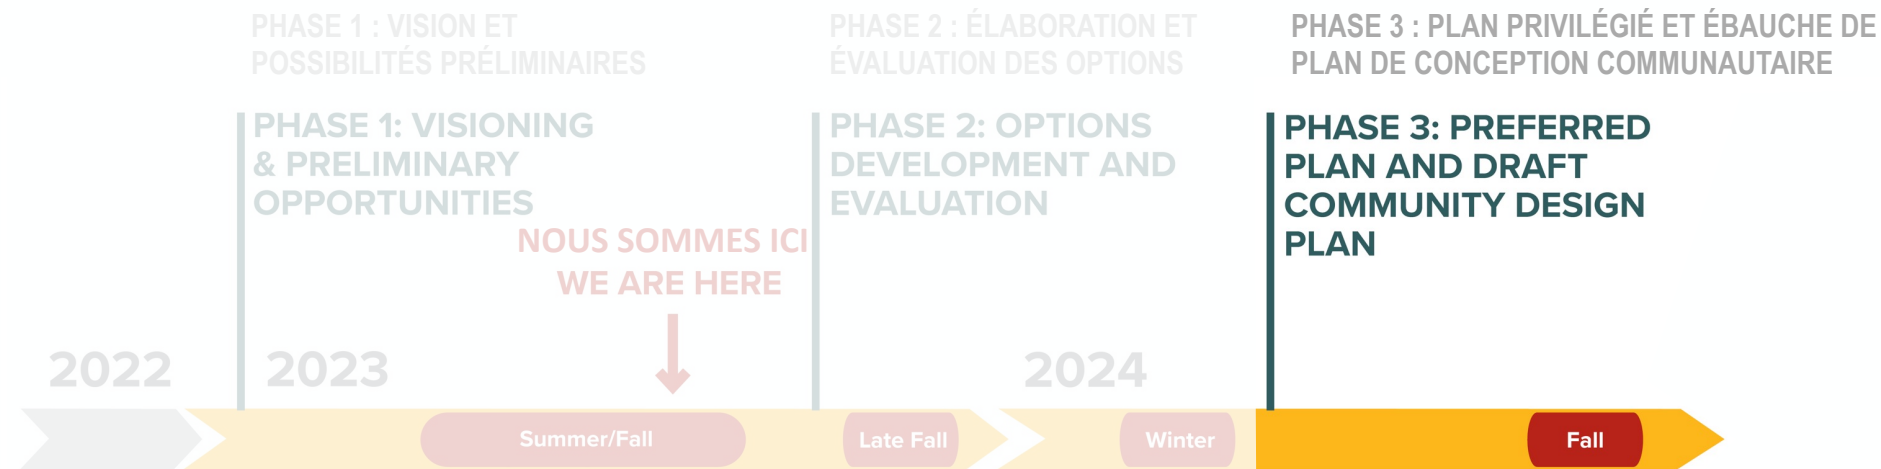 PHASE 1 : VISION ET
POSSIBILITÉS PRÉLIMINAIRES
PHASE 2 : ÉLABORATION ET
ÉVALUATION DES OPTIONS
PHASE 3 : PLAN PRIVILÉGIÉ ET ÉBAUCHE DE
PLAN DE CONCEPTION COMMUNAUTAIRE
PHASE 1: VISIONING
& PRELIMINARY
OPPORTUNITIES
PHASE 2: OPTIONS
DEVELOPMENT AND
EVALUATION
PHASE 3: PREFERRED
PLAN AND DRAFT
COMMUNITY DESIGN
PLAN
NOUS SOMMES ICI
WE ARE HERE
2022
2023
2024
Summer/Fall
Late Fall
Winter
Fall